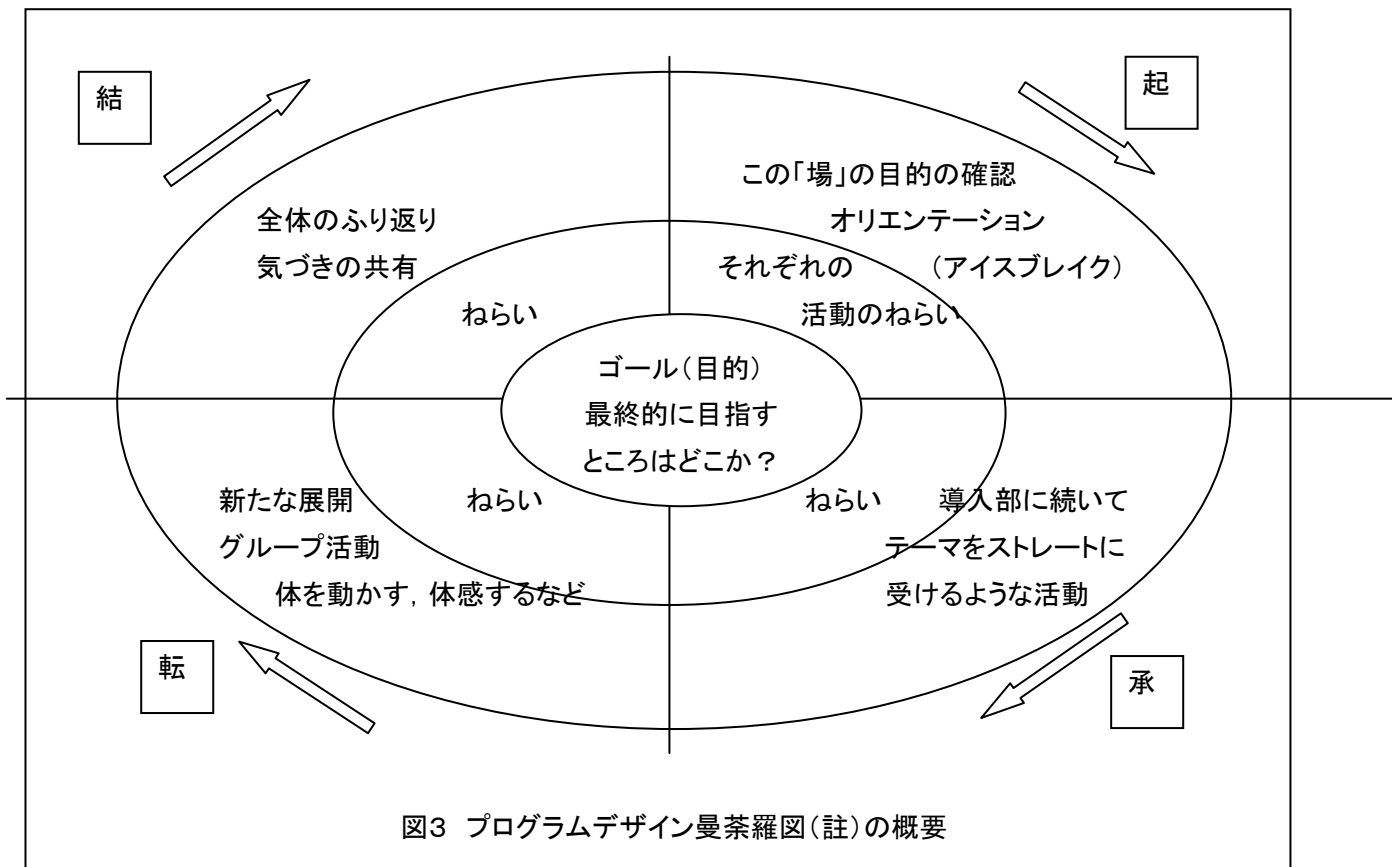 結
起
この「場」の目的の確認
全体のふり返り
オリエンテーション
気づきの共有
それぞれの
(アイスブレイク)
ねらい
活動のねらい
ゴール(目的)
最終的に目指す
ところはどこか?
新たな展開
ねらい
ねらい
導入部に続いて
グループ活動
テーマをストレートに
体を動かす,体感するなど
受けるような活動
転
承
図3 プログラムデザイン曼荼羅図(註)の概要